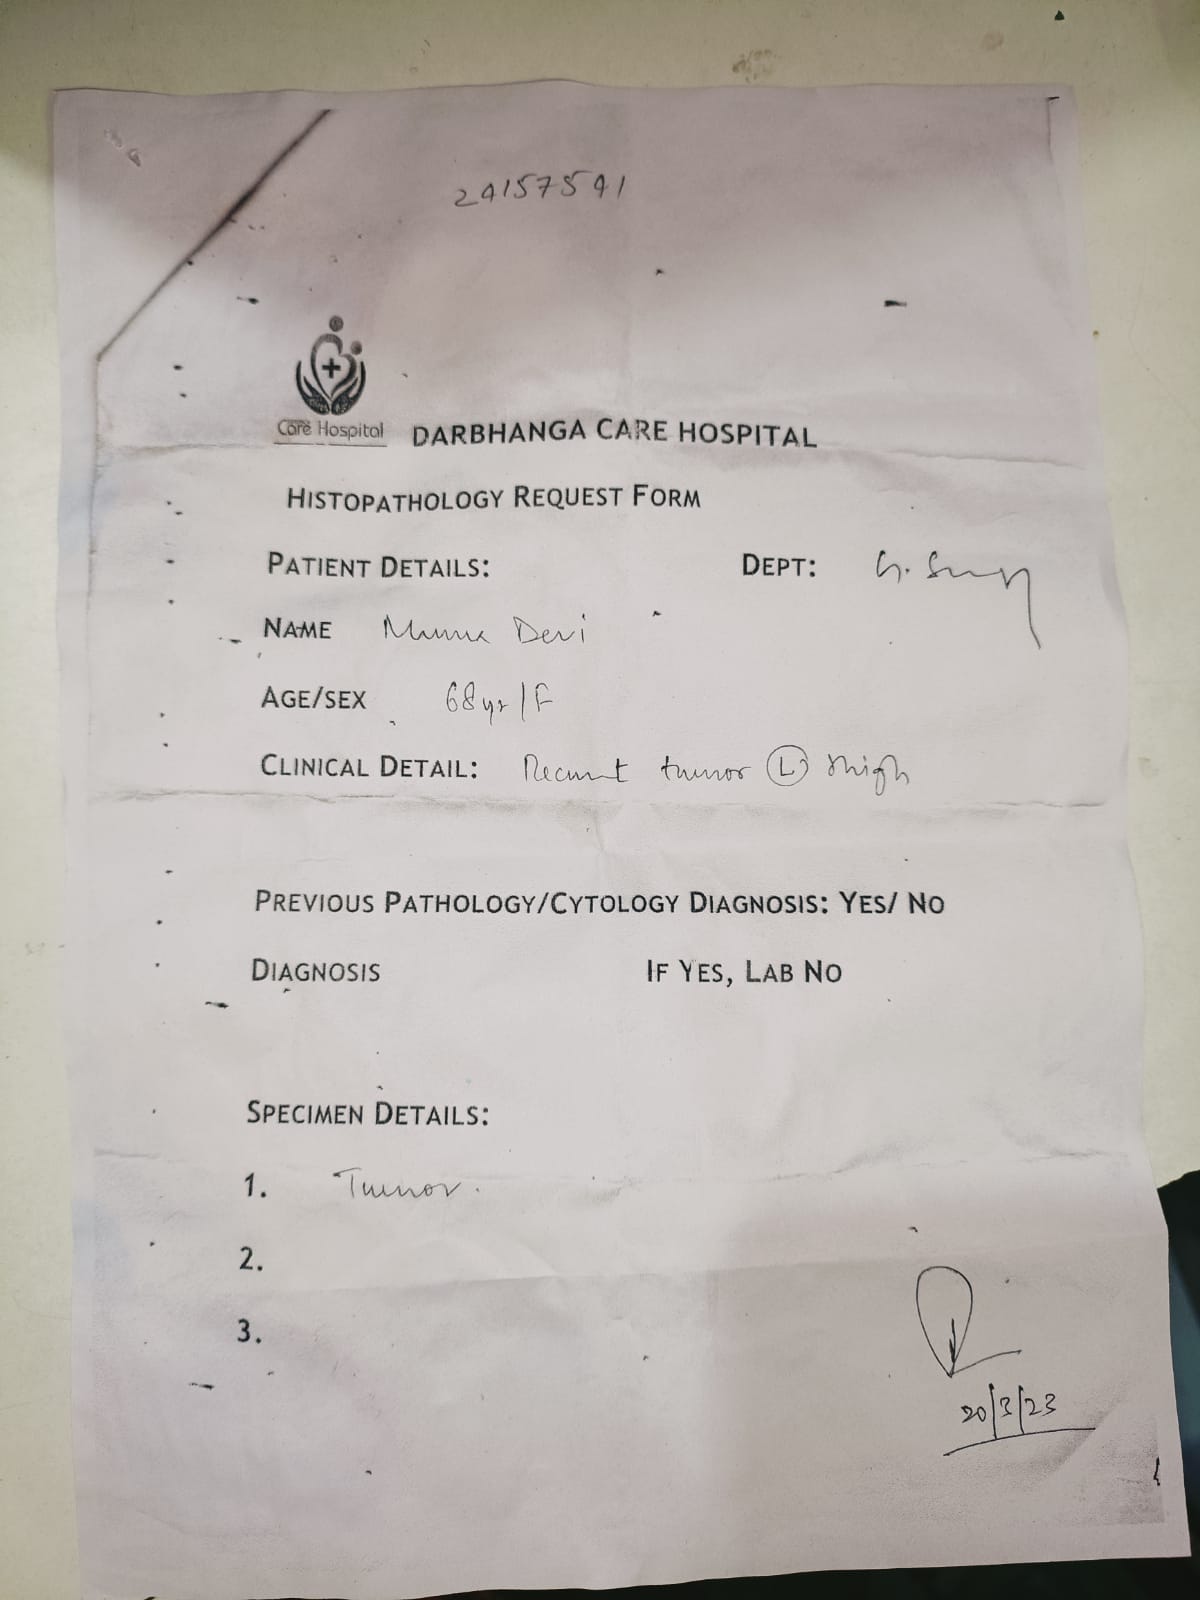 24157541
Care Hospital
DARBHANGA CARE HOSPITAL
HISTOPATHOLOGY REQUEST FORM
PATIENT DETAILS: DEPT: G. Surg
NAME Devi
AGE/SEX 68yr/F
CLINICAL DETAIL: Recurrent tumor (L) thigh
PREVIOUS PATHOLOGY/CYTOLOGY DIAGNOSIS: YES/ NO
DIAGNOSIS IF YES, LAB NO
SPECIMEN DETAILS:
1. Tumor.
2.
3.
20/3/23